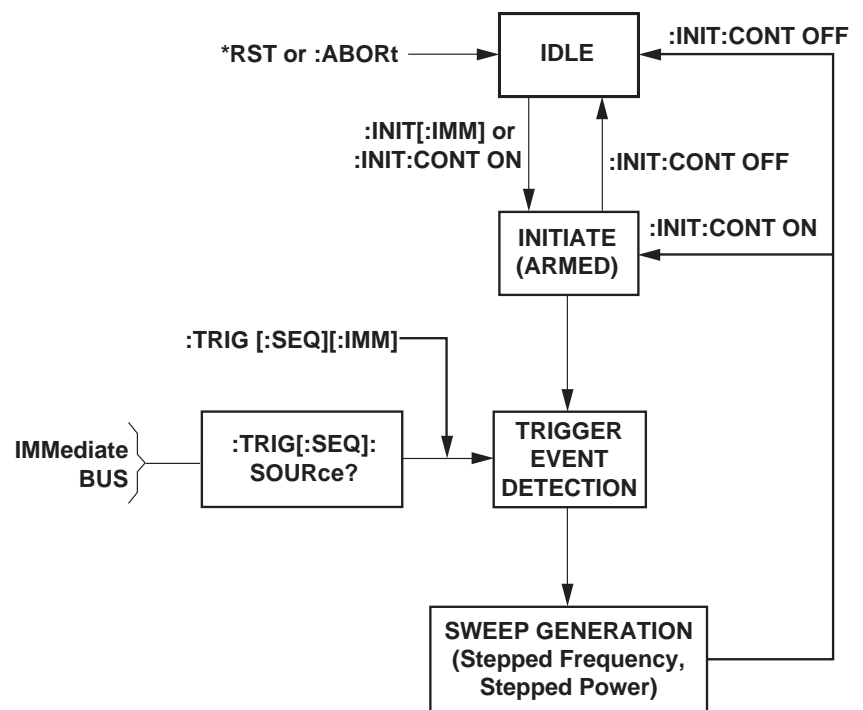 *RST or :ABORt
IDLE
:INIT:CONT OFF
:INIT[:IMM] or
:INIT:CONT ON
:INIT:CONT OFF
INITIATE
(ARMED)
:INIT:CONT ON
:TRIG [:SEQ][:IMM]
IMMediate
BUS
:TRIG[:SEQ]:
SOURce?
TRIGGER
EVENT
DETECTION
SWEEP GENERATION
(Stepped Frequency,
Stepped Power)